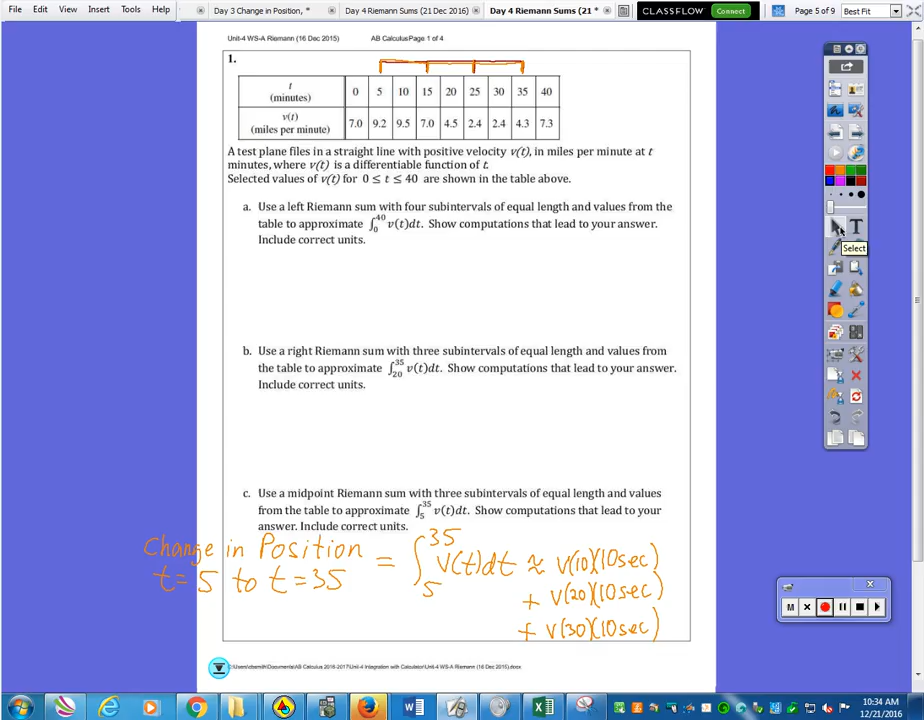 File Edit View Insert Tools Help
Day 3 Change in Position, *
Day 4 Riemann Sums (21 Dec 2016)
Day 4 Riemann Sums (21 *
CLASSFLOW Connect
Page 5 of 9
Best Fit
Unit-4 WS-A Riemann (16 Dec 2015) AB CalculusPage 1 of 4
1.
t (minutes) 0 5 10 15 20 25 30 35 40
v(t) (miles per minute) 7.0 9.2 9.5 7.0 4.5 2.4 2.4 4.3 7.3
A test plane files in a straight line with positive velocity v(t), in miles per minute at t
minutes, where v(t) is a differentiable function of t.
Selected values of v(t) for 0 ≤ t ≤ 40 are shown in the table above.
a. Use a left Riemann sum with four subintervals of equal length and values from the
table to approximate ∫₀⁴⁰ v(t)dt. Show computations that lead to your answer.
Include correct units.
b. Use a right Riemann sum with three subintervals of equal length and values from
the table to approximate ∫₂₀³⁵ v(t)dt. Show computations that lead to your answer.
Include correct units.
c. Use a midpoint Riemann sum with three subintervals of equal length and values
from the table to approximate ∫₅³⁵ v(t)dt. Show computations that lead to your
answer. Include correct units.
Change in Position
t=5 to t=35
= ∫₅³⁵ v(t)dt ≈ v(10)(10sec)
+ v(20)(10sec)
+ v(30)(10sec)
T
Select
M
10:34 AM
12/21/2016